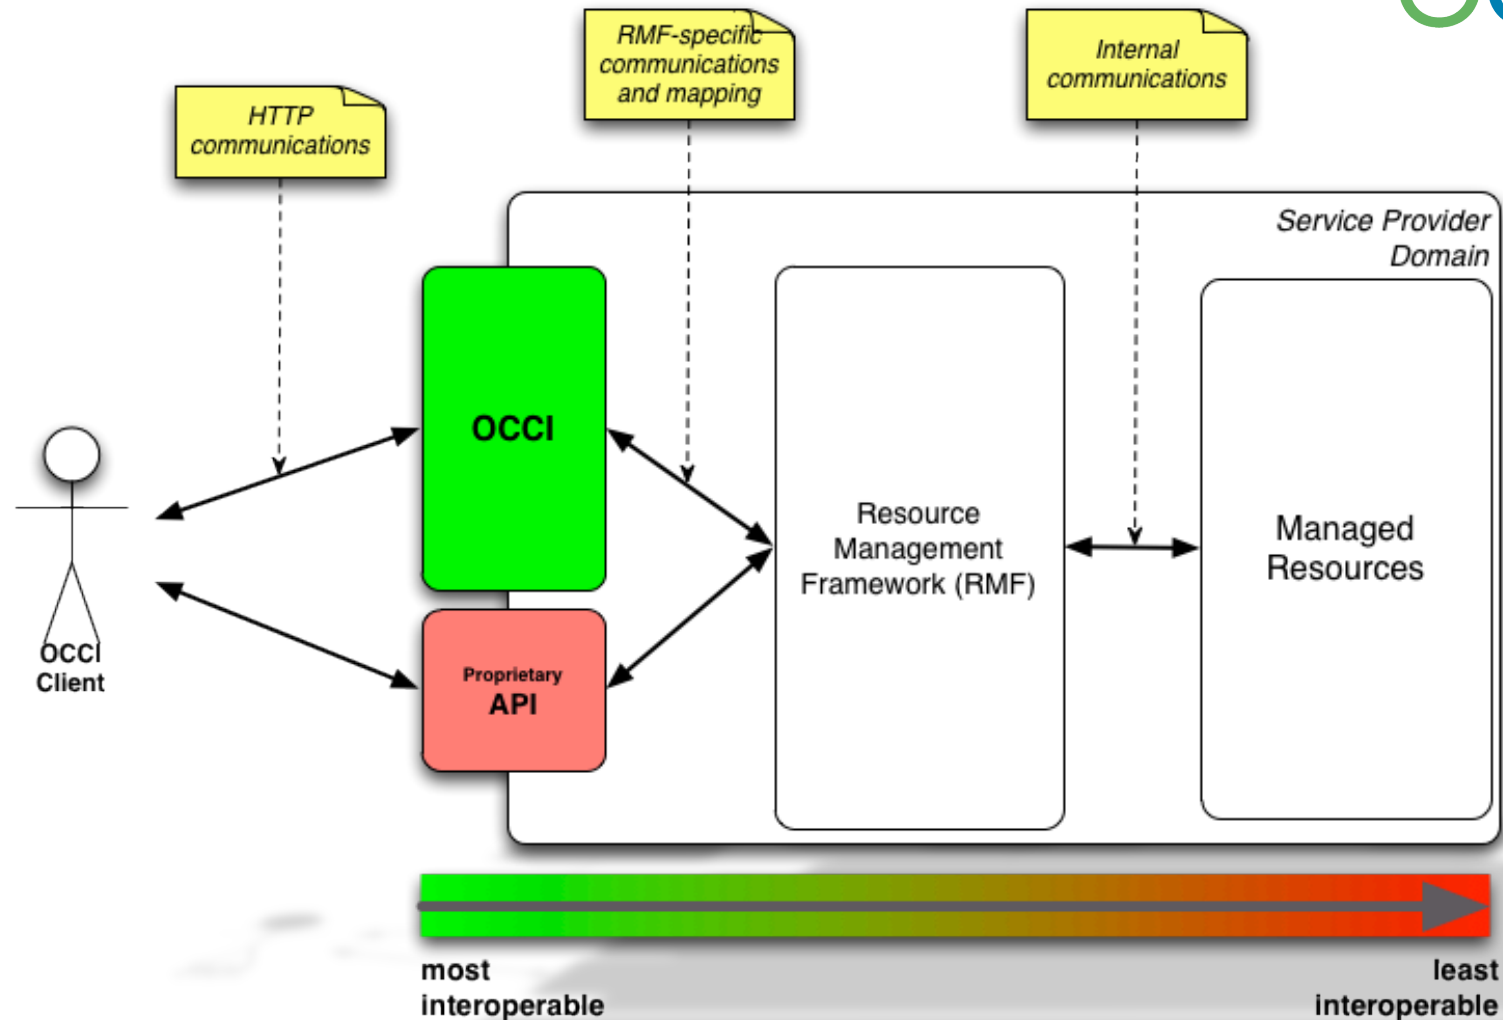 RMF-specific
communications
and mapping
Internal
communications
HTTP
communications
Service Provider
Domain
OCCI
Resource
Management
Framework (RMF)
Managed
Resources
OCCI
Client
Proprietary
API
most
interoperable
least
interoperable